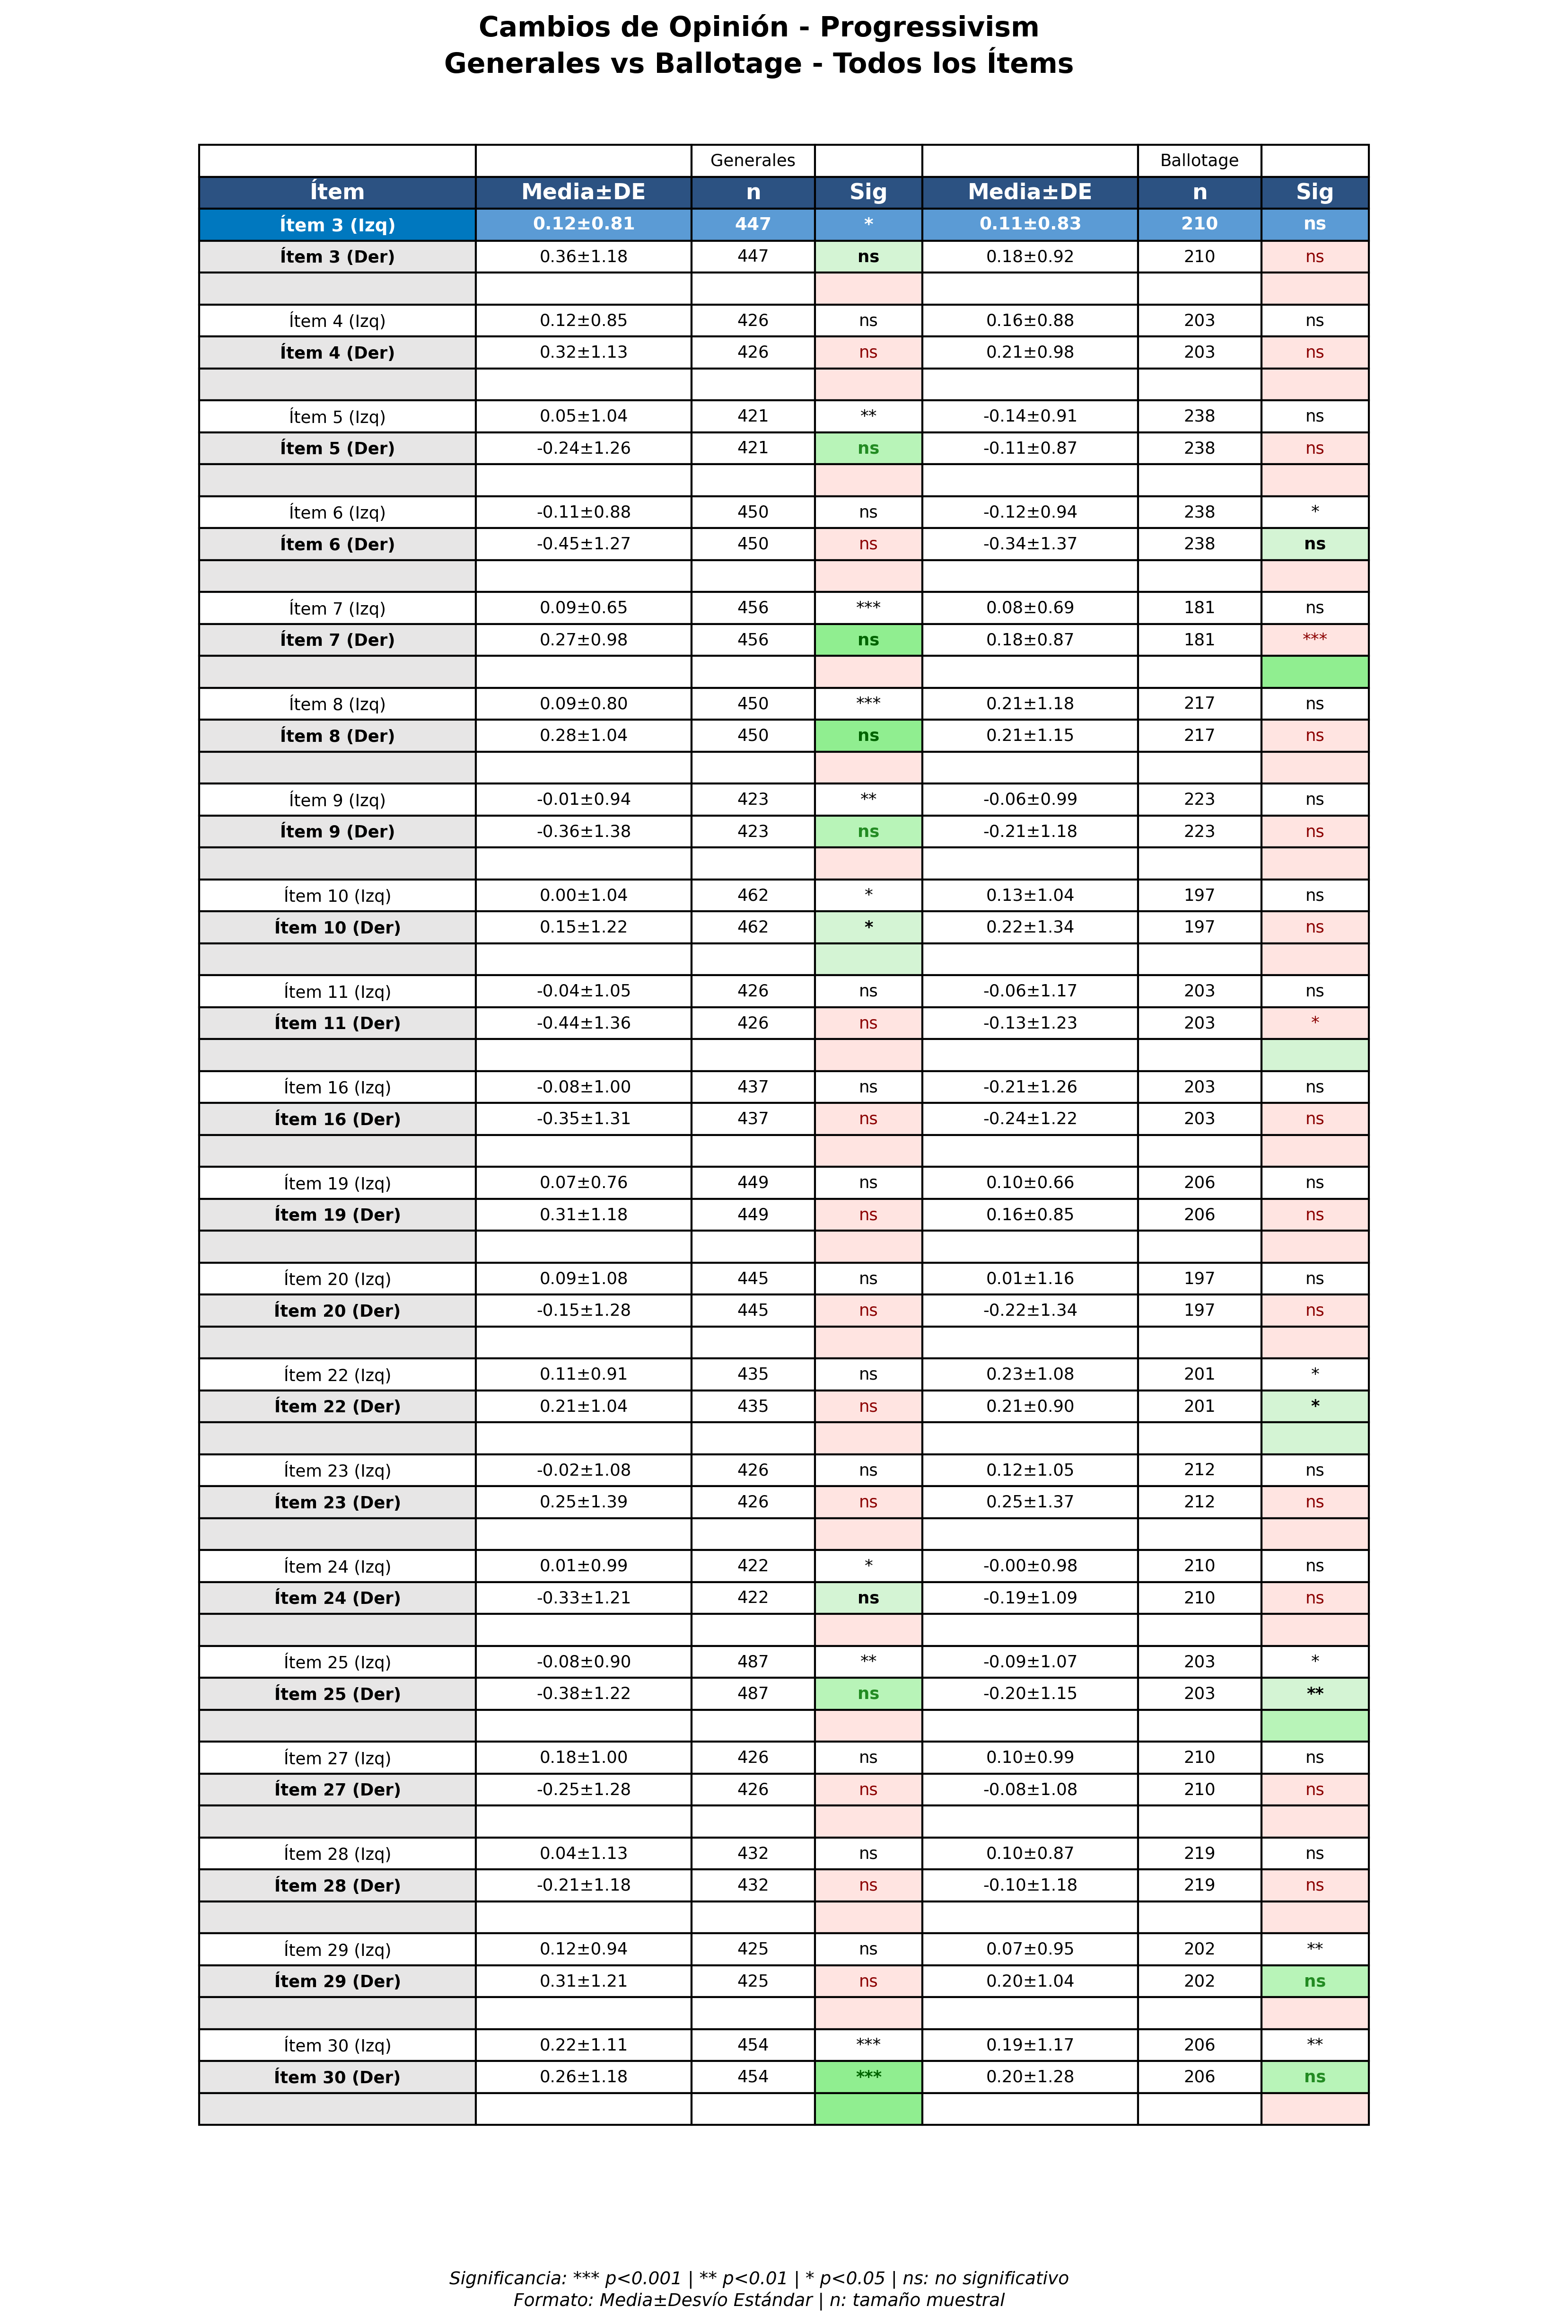 Cambios de Opinión - Progressivism
Generales vs Ballotage - Todos los Ítems
Generales Ballotage
Ítem Media±DE n Sig Media±DE n Sig
Ítem 3 (Izq) 0.12±0.81 447 * 0.11±0.83 210 ns
Ítem 3 (Der) 0.36±1.18 447 ns 0.18±0.92 210 ns
Ítem 4 (Izq) 0.12±0.85 426 ns 0.16±0.88 203 ns
Ítem 4 (Der) 0.32±1.13 426 ns 0.21±0.98 203 ns
Ítem 5 (Izq) 0.05±1.04 421 ** -0.14±0.91 238 ns
Ítem 5 (Der) -0.24±1.26 421 ns -0.11±0.87 238 ns
Ítem 6 (Izq) -0.11±0.88 450 ns -0.12±0.94 238 *
Ítem 6 (Der) -0.45±1.27 450 ns -0.34±1.37 238 ns
Ítem 7 (Izq) 0.09±0.65 456 *** 0.08±0.69 181 ns
Ítem 7 (Der) 0.27±0.98 456 ns 0.18±0.87 181 ***
Ítem 8 (Izq) 0.09±0.80 450 *** 0.21±1.18 217 ns
Ítem 8 (Der) 0.28±1.04 450 ns 0.21±1.15 217 ns
Ítem 9 (Izq) -0.01±0.94 423 ** -0.06±0.99 223 ns
Ítem 9 (Der) -0.36±1.38 423 ns -0.21±1.18 223 ns
Ítem 10 (Izq) 0.00±1.04 462 * 0.13±1.04 197 ns
Ítem 10 (Der) 0.15±1.22 462 * 0.22±1.34 197 ns
Ítem 11 (Izq) -0.04±1.05 426 ns -0.06±1.17 203 ns
Ítem 11 (Der) -0.44±1.36 426 ns -0.13±1.23 203 *
Ítem 16 (Izq) -0.08±1.00 437 ns -0.21±1.26 203 ns
Ítem 16 (Der) -0.35±1.31 437 ns -0.24±1.22 203 ns
Ítem 19 (Izq) 0.07±0.76 449 ns 0.10±0.66 206 ns
Ítem 19 (Der) 0.31±1.18 449 ns 0.16±0.85 206 ns
Ítem 20 (Izq) 0.09±1.08 445 ns 0.01±1.16 197 ns
Ítem 20 (Der) -0.15±1.28 445 ns -0.22±1.34 197 ns
Ítem 22 (Izq) 0.11±0.91 435 ns 0.23±1.08 201 *
Ítem 22 (Der) 0.21±1.04 435 ns 0.21±0.90 201 *
Ítem 23 (Izq) -0.02±1.08 426 ns 0.12±1.05 212 ns
Ítem 23 (Der) 0.25±1.39 426 ns 0.25±1.37 212 ns
Ítem 24 (Izq) 0.01±0.99 422 * -0.00±0.98 210 ns
Ítem 24 (Der) -0.33±1.21 422 ns -0.19±1.09 210 ns
Ítem 25 (Izq) -0.08±0.90 487 ** -0.09±1.07 203 *
Ítem 25 (Der) -0.38±1.22 487 ns -0.20±1.15 203 **
Ítem 27 (Izq) 0.18±1.00 426 ns 0.10±0.99 210 ns
Ítem 27 (Der) -0.25±1.28 426 ns -0.08±1.08 210 ns
Ítem 28 (Izq) 0.04±1.13 432 ns 0.10±0.87 219 ns
Ítem 28 (Der) -0.21±1.18 432 ns -0.10±1.18 219 ns
Ítem 29 (Izq) 0.12±0.94 425 ns 0.07±0.95 202 **
Ítem 29 (Der) 0.31±1.21 425 ns 0.20±1.04 202 ns
Ítem 30 (Izq) 0.22±1.11 454 *** 0.19±1.17 206 **
Ítem 30 (Der) 0.26±1.18 454 *** 0.20±1.28 206 ns
Significancia: *** p<0.001 | ** p<0.01 | * p<0.05 | ns: no significativo
Formato: Media±Desvío Estándar | n: tamaño muestral